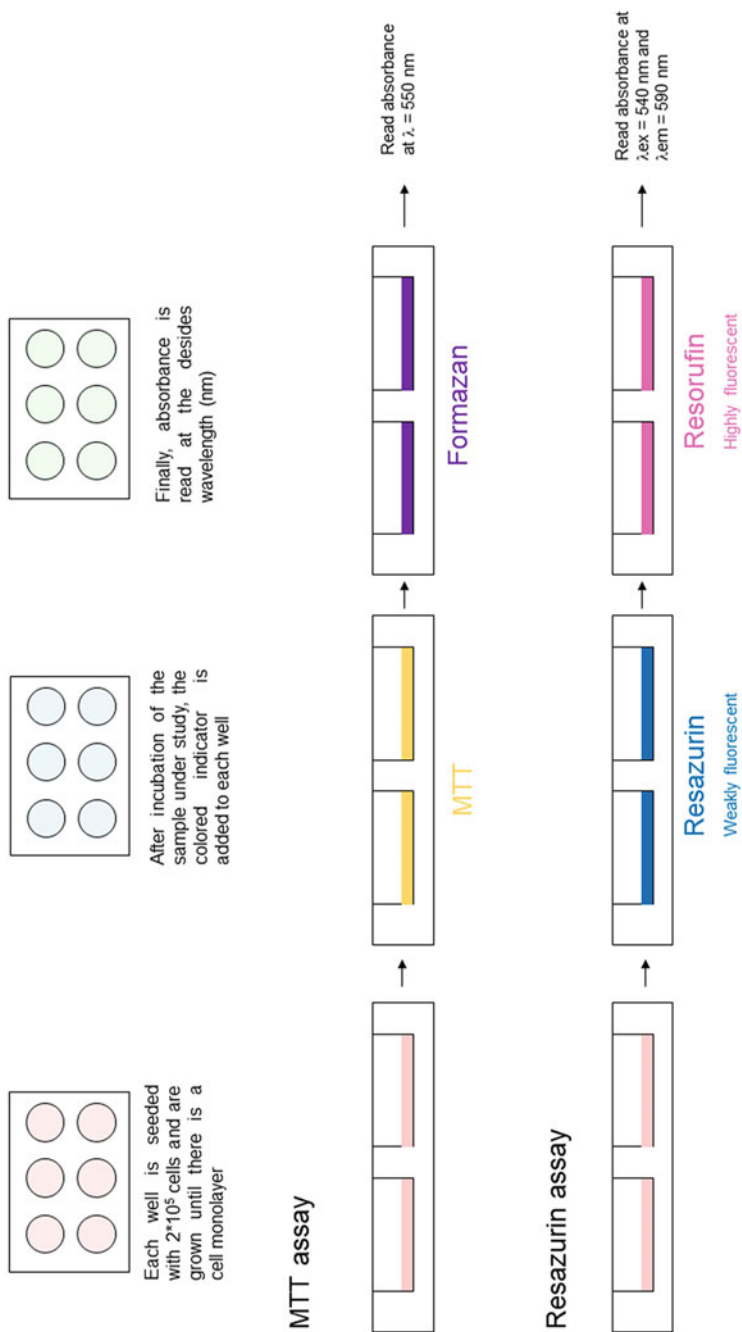 Each well is seeded
with 2*10⁵ cells and are
grown until there is a
cell monolayer
After incubation of the
sample under study, the
colored indicator is
added to each well
Finally, absorbance is
read at the desides
wavelength (nm)
MTT assay
MTT
Formazan
Read absorbance
at λ = 550 nm
Resazurin assay
Resazurin
Weakly fluorescent
Resorufin
Highly fluorescent
Read absorbance at
λex = 540 nm and
λem = 590 nm